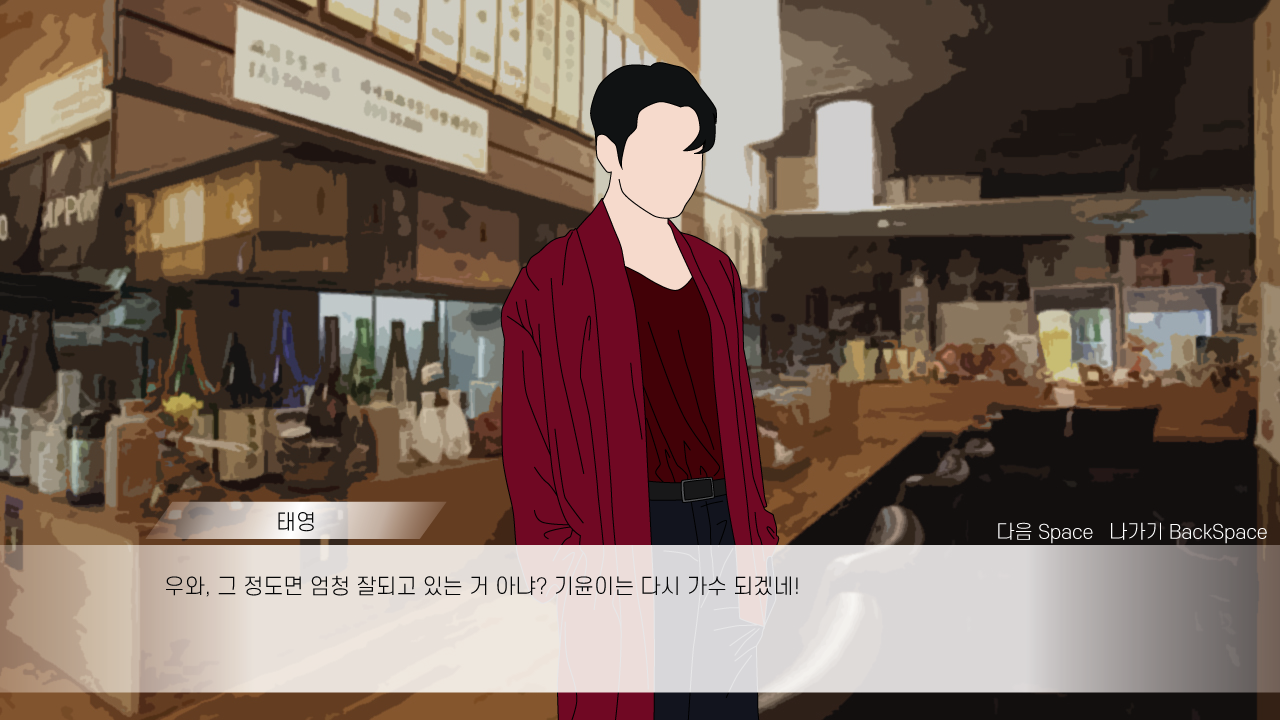 태영
다음 Space 나가기 BackSpace
우와, 그 정도면 엄청 잘되고 있는 거 아냐? 기윤이는 다시 가수 되겠네!